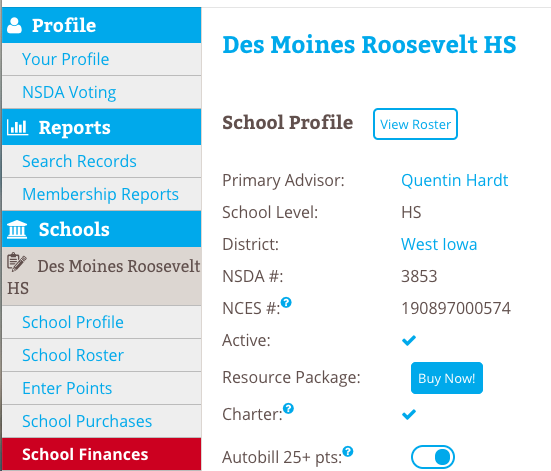 Profile
Your Profile
NSDA Voting
Reports
Search Records
Membership Reports
Schools
Des Moines Roosevelt
HS
School Profile
School Roster
Enter Points
School Purchases
School Finances
Des Moines Roosevelt HS
School Profile
View Roster
Primary Advisor: Quentin Hardt
School Level: HS
District: West Iowa
NSDA #: 3853
NCES #:? 190897000574
Active:
Resource Package: Buy Now!
Charter:?
Autobill 25+ pts:?